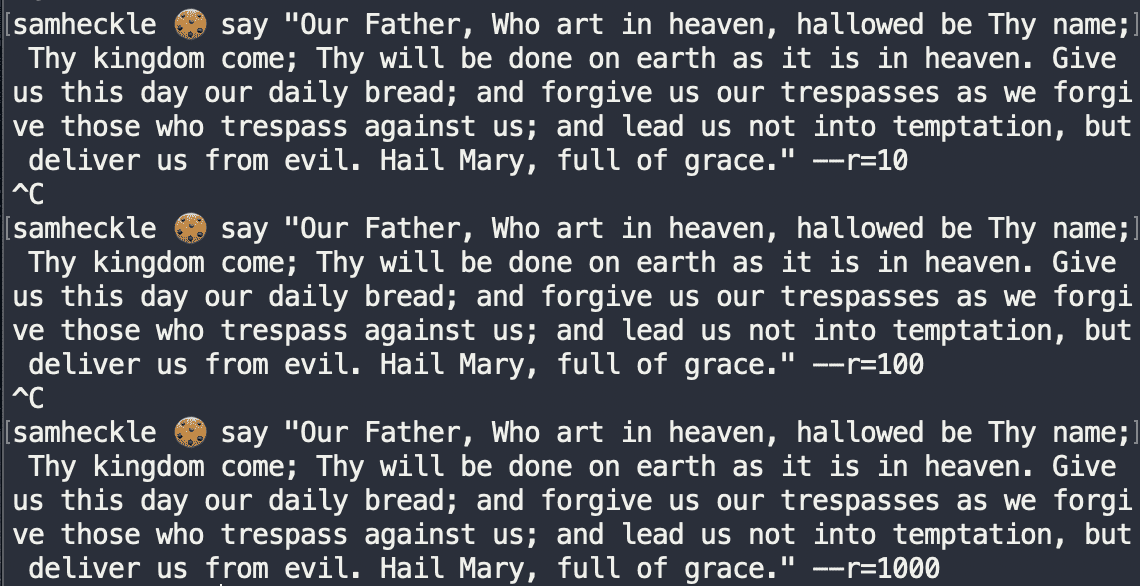 [samheckle 🍪 say "Our Father, Who art in heaven, hallowed be Thy name;]
 Thy kingdom come; Thy will be done on earth as it is in heaven. Give
us this day our daily bread; and forgive us our trespasses as we forgi
ve those who trespass against us; and lead us not into temptation, but
 deliver us from evil. Hail Mary, full of grace." --r=10
^C
[samheckle 🍪 say "Our Father, Who art in heaven, hallowed be Thy name;]
 Thy kingdom come; Thy will be done on earth as it is in heaven. Give
us this day our daily bread; and forgive us our trespasses as we forgi
ve those who trespass against us; and lead us not into temptation, but
 deliver us from evil. Hail Mary, full of grace." --r=100
^C
[samheckle 🍪 say "Our Father, Who art in heaven, hallowed be Thy name;]
 Thy kingdom come; Thy will be done on earth as it is in heaven. Give
us this day our daily bread; and forgive us our trespasses as we forgi
ve those who trespass against us; and lead us not into temptation, but
 deliver us from evil. Hail Mary, full of grace." --r=1000